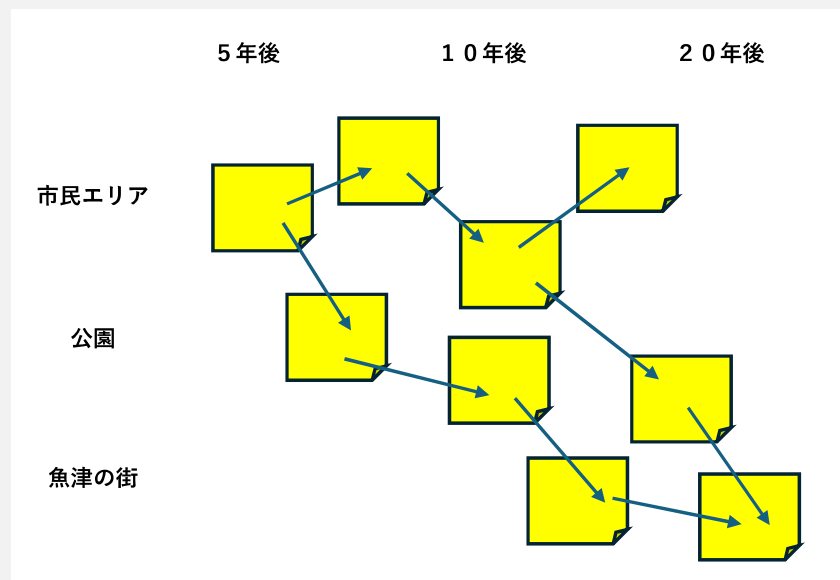 ５年後
１０年後
２０年後
市民エリア
公園
魚津の街